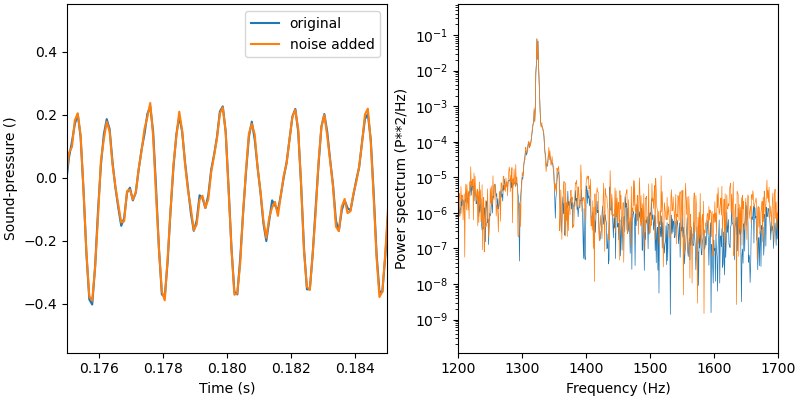 original
noise added
Sound-pressure ()
0.4
0.2
0.0
−0.2
−0.4
0.176 0.178 0.180 0.182 0.184
Time (s)
Power spectrum (P**2/Hz)
10⁻¹
10⁻²
10⁻³
10⁻⁴
10⁻⁵
10⁻⁶
10⁻⁷
10⁻⁸
10⁻⁹
1200 1300 1400 1500 1600 1700
Frequency (Hz)